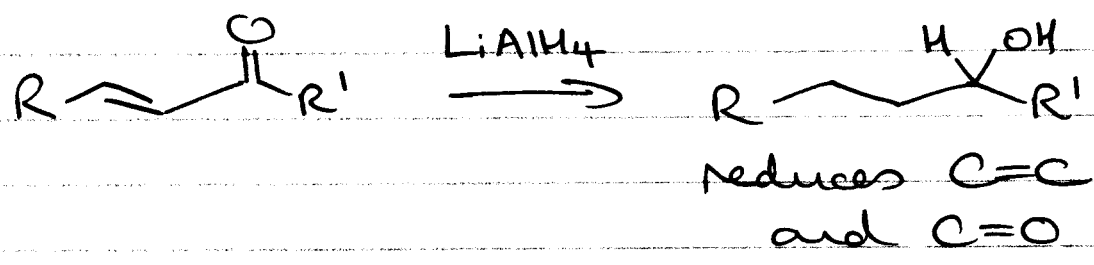 O
LiAlH4
H OH
R R'
R R'
reduces C=C
and C=O